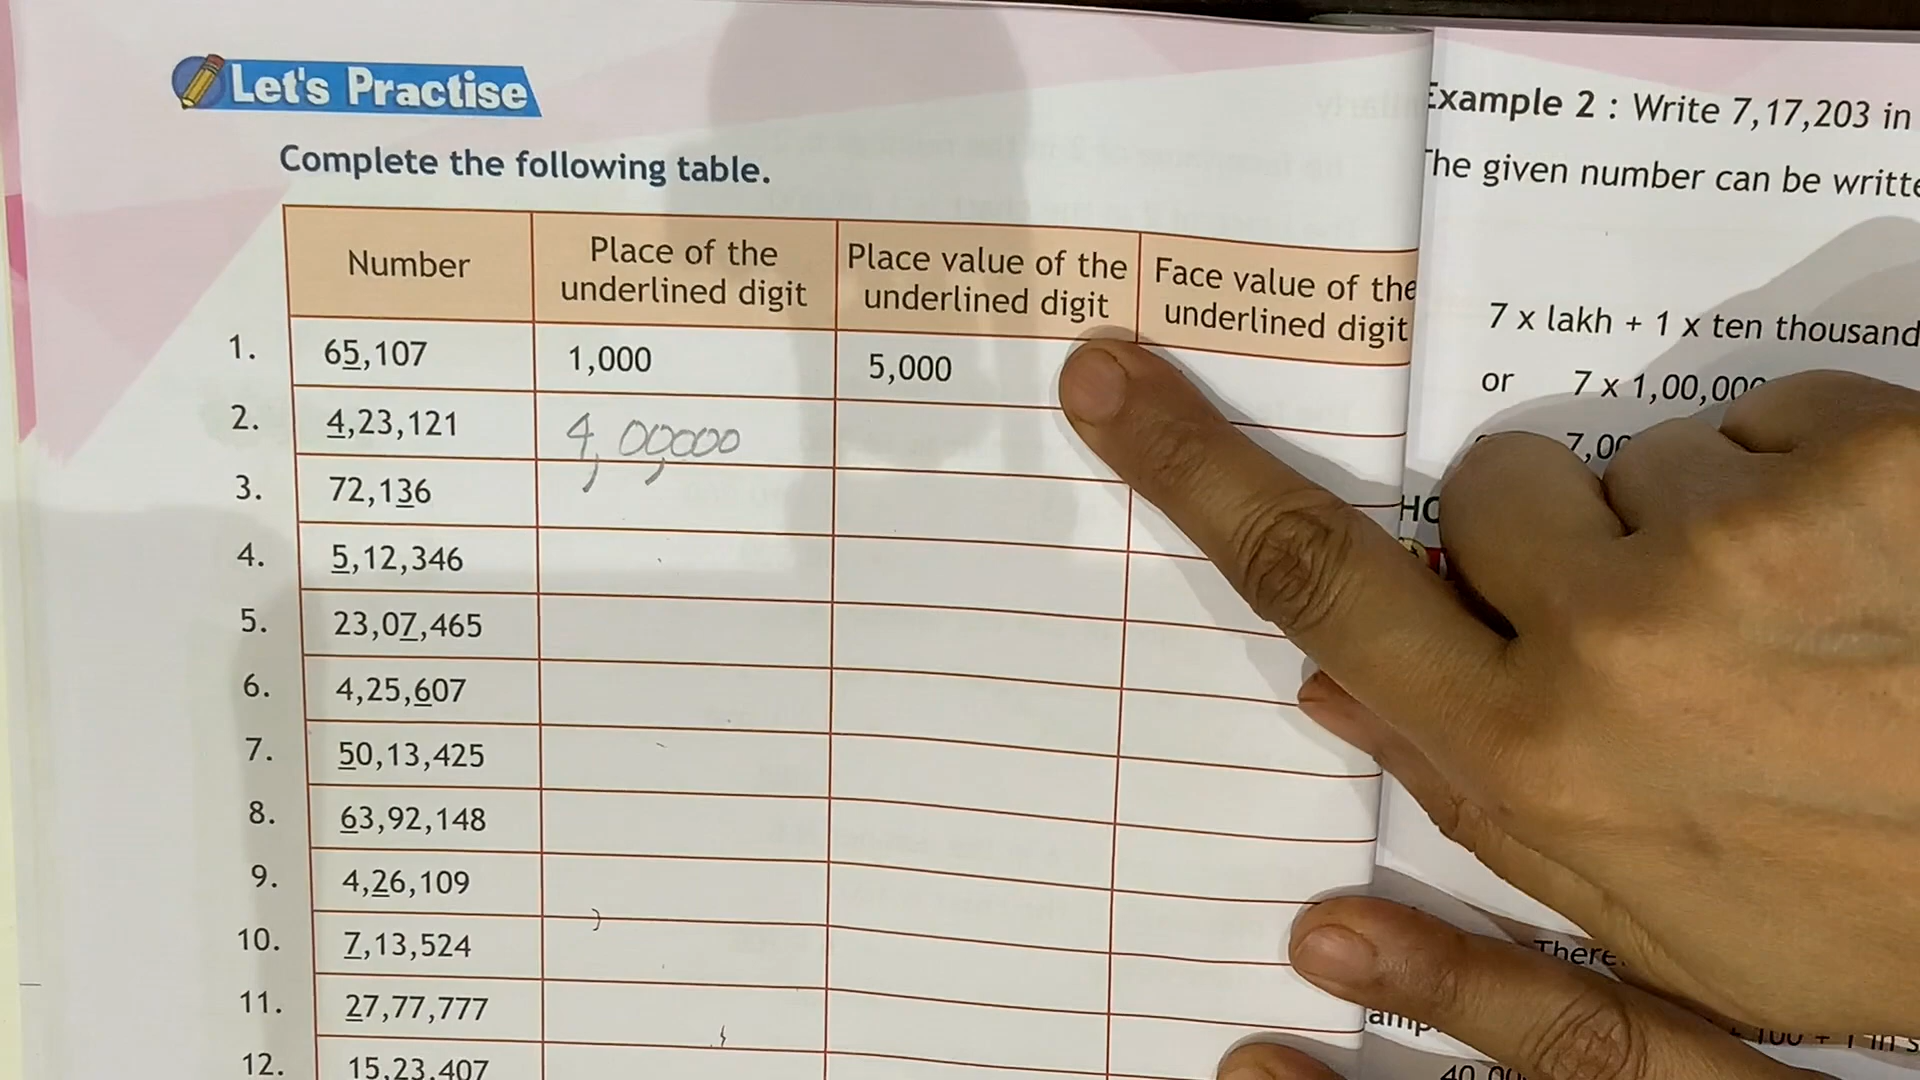 Let's Practise
Complete the following table.
Number
Place of the underlined digit
Place value of the underlined digit
Face value of the underlined digit
1. 65,107 1,000 5,000
2. 4,23,121 4,00,000
3. 72,136
4. 5,12,346
5. 23,07,465
6. 4,25,607
7. 50,13,425
8. 63,92,148
9. 4,26,109
10. 7,13,524
11. 27,77,777
12. 15,23,407
Example 2 : Write 7,17,203 in
The given number can be writte
7 x lakh + 1 x ten thousand
or 7 x 1,00,000
7,00
There